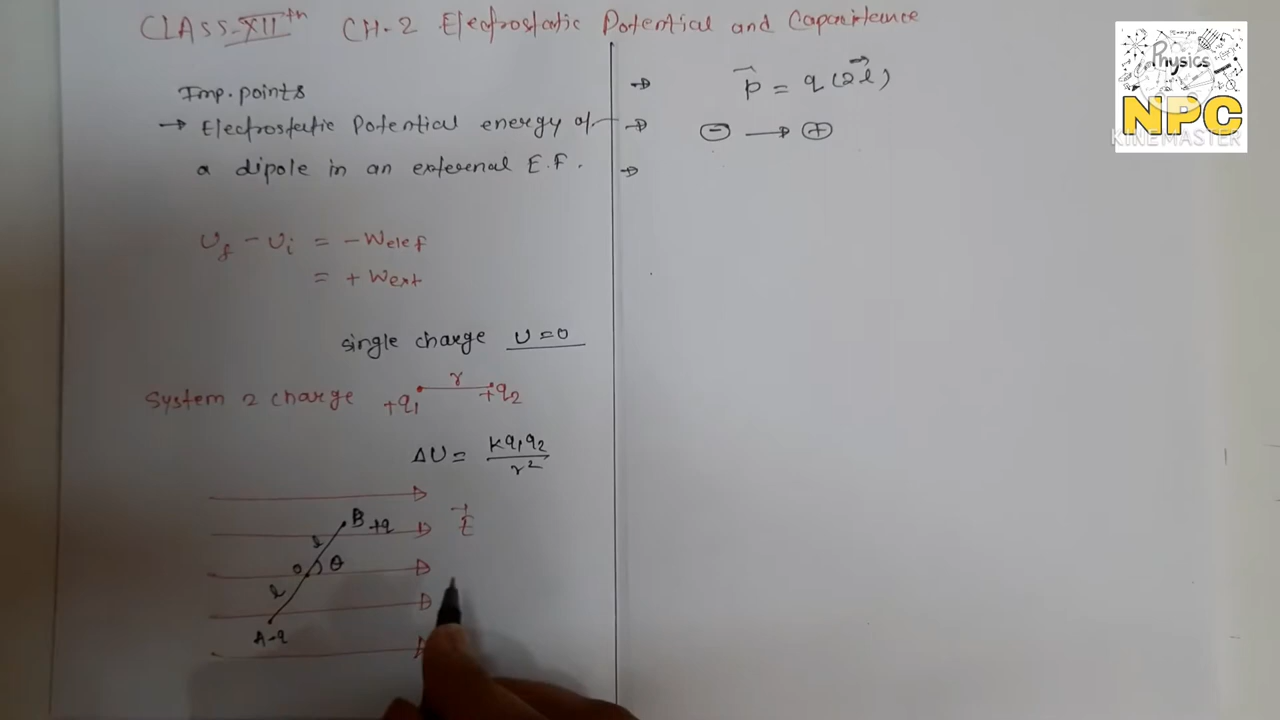 CLASS-XIIth CH-2 Electrostatic Potential and Capacitance
Imp. points
→ Electrostatic Potential energy of
a dipole in an external E.F.
Uf - Ui = - Welef
= + Wext
single charge U = 0
System 2 charge +q1 r +q2
ΔU = Kq1q2/r²
B +q
E⃗
l
O θ
l
A -q
→ p⃗ = q(2l⃗)
→ ⊖ → ⊕
→
Physics
NPC
KINEMASTER